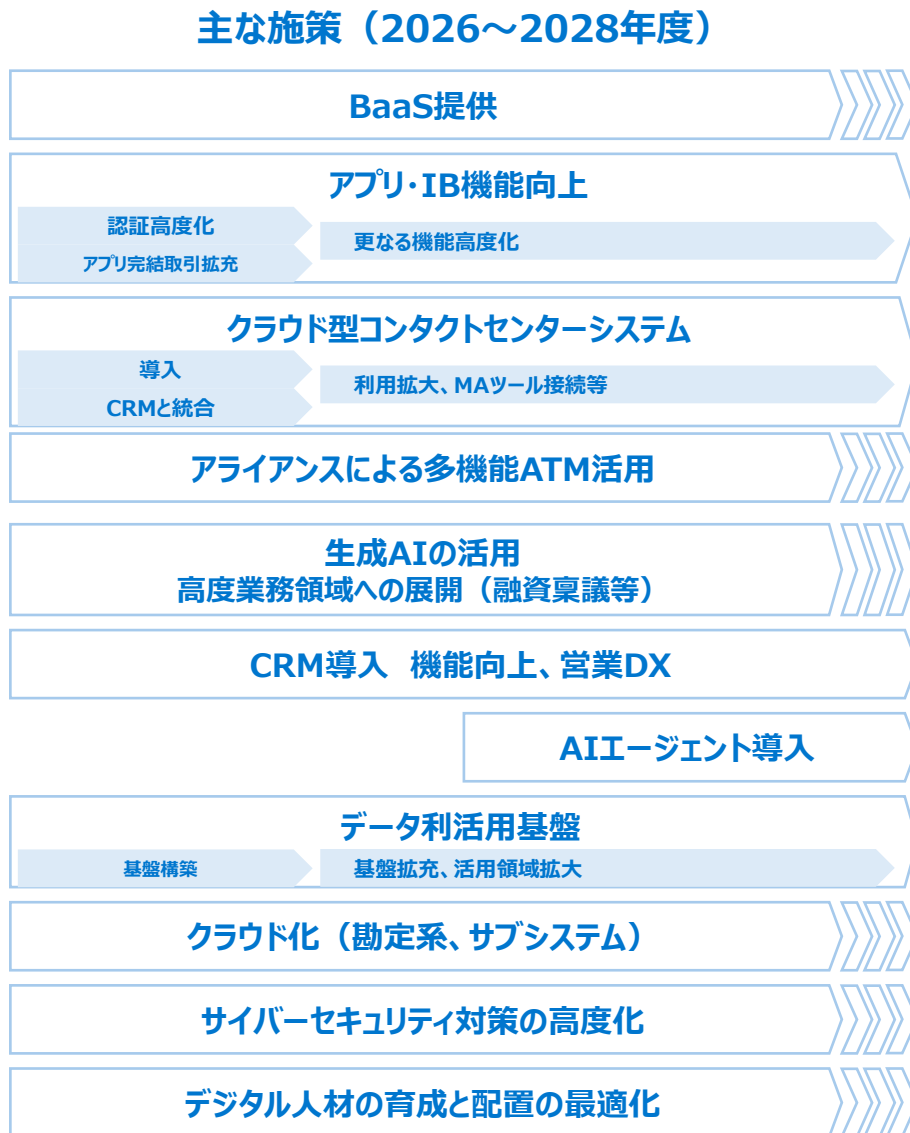 主な施策（2026～2028年度）
BaaS提供
アプリ・IB機能向上
認証高度化
アプリ完結取引拡充
更なる機能高度化
クラウド型コンタクトセンターシステム
導入
CRMと統合
利用拡大、MAツール接続等
アライアンスによる多機能ATM活用
生成AIの活用
高度業務領域への展開（融資稟議等）
CRM導入 機能向上、営業DX
AIエージェント導入
データ利活用基盤
基盤構築
基盤拡充、活用領域拡大
クラウド化（勘定系、サブシステム）
サイバーセキュリティ対策の高度化
デジタル人材の育成と配置の最適化